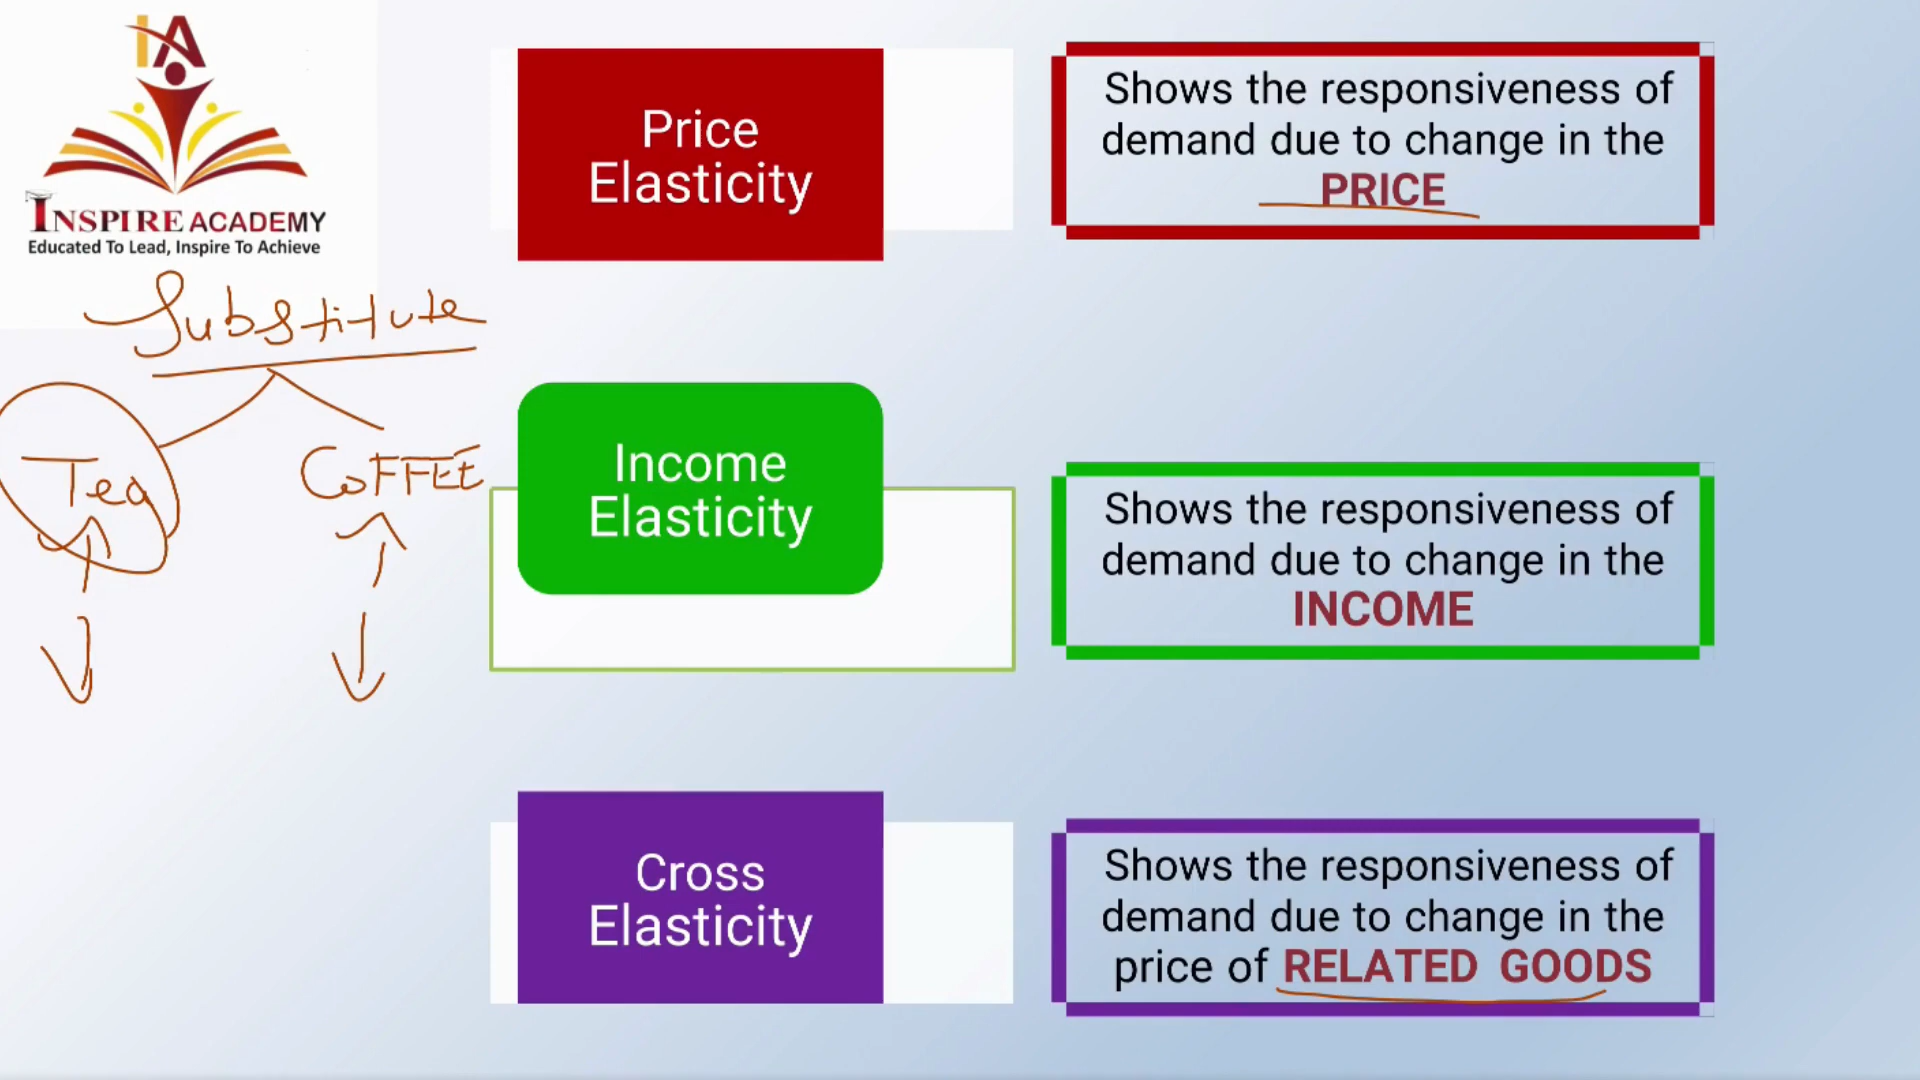 IA
INSPIRE ACADEMY
Educated To Lead, Inspire To Achieve
Substitute
Tea
COFFEE
Price
Elasticity
Shows the responsiveness of
demand due to change in the
PRICE
Income
Elasticity
Shows the responsiveness of
demand due to change in the
INCOME
Cross
Elasticity
Shows the responsiveness of
demand due to change in the
price of RELATED GOODS